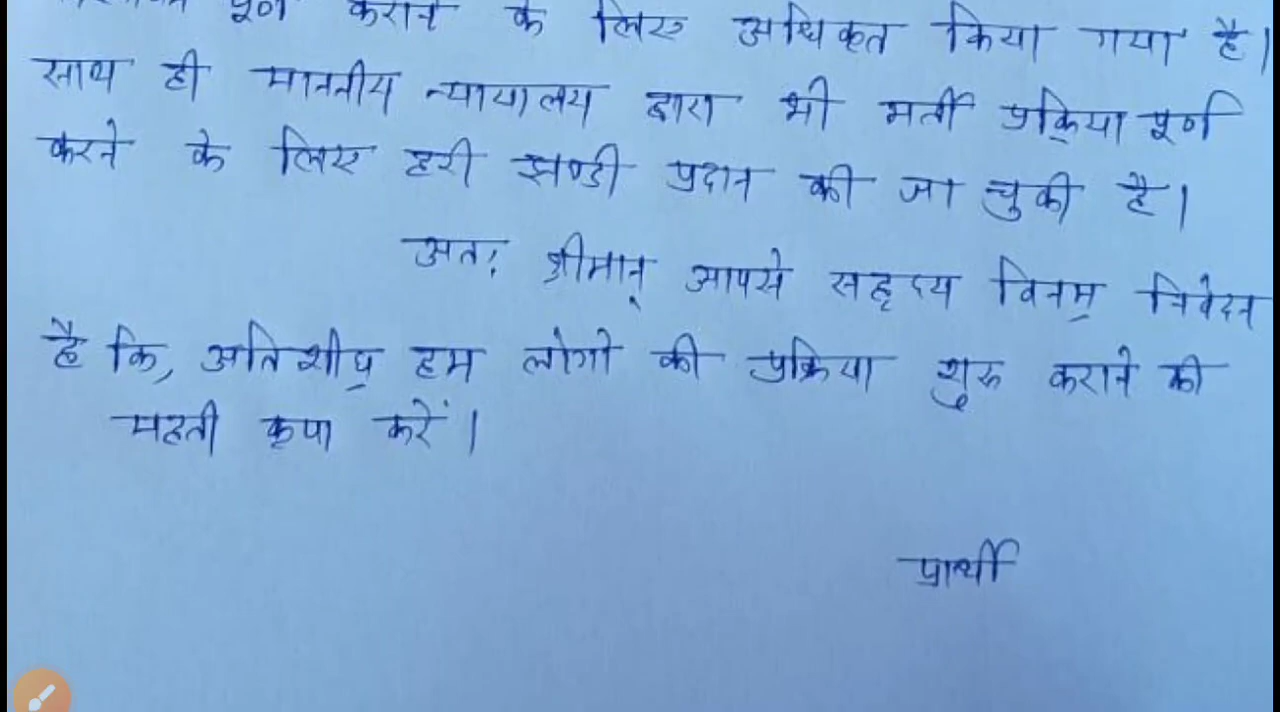 पूर्ण कराने के लिए अधिकृत किया गया है।
साथ ही माननीय न्यायालय द्वारा भी भर्ती प्रक्रिया पूर्ण
करने के लिए हरी झण्डी प्रदान की जा चुकी है।
अतः श्रीमान् आपसे सहृदय विनम्र निवेदन
है कि, अतिशीघ्र हम लोगो की प्रक्रिया शुरू कराने की
महती कृपा करें।
प्रार्थी